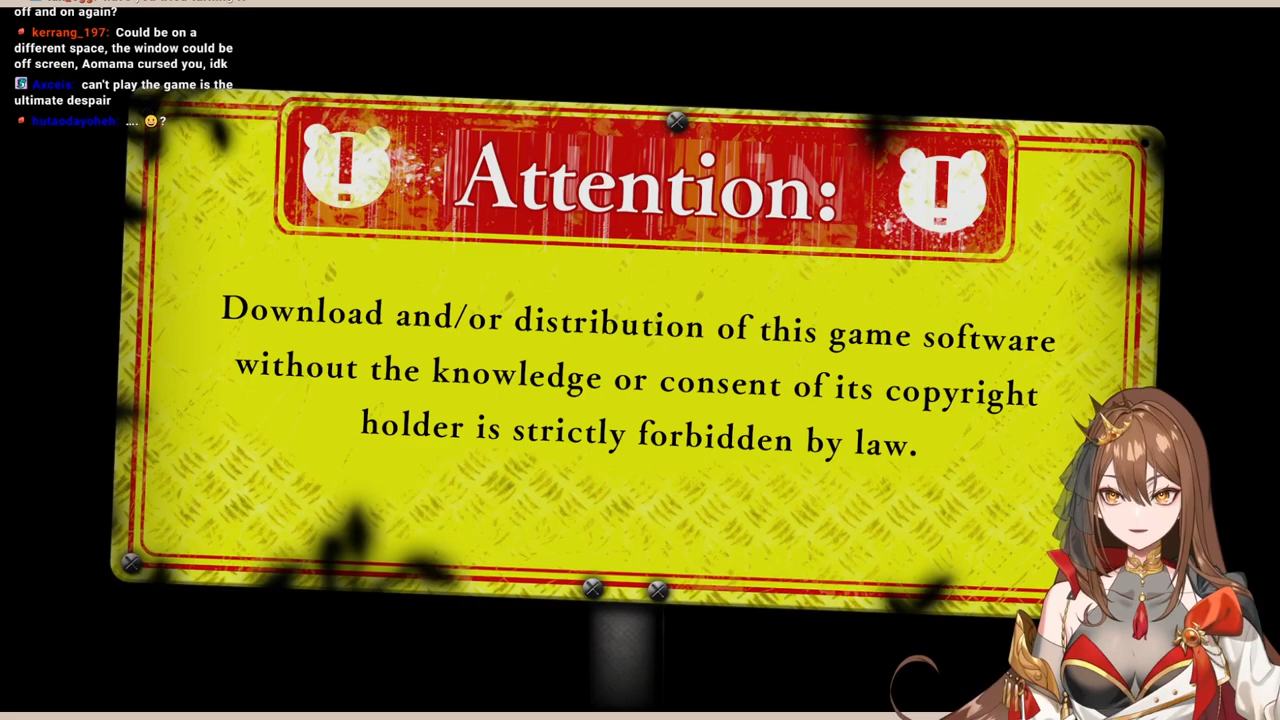 off and on again?
kerrang_197: Could be on a
different space, the window could be
off screen, Aomama cursed you, idk
Axceis: can't play the game is the
ultimate despair
hutaodayoheh: .... 😀?
Attention:
Download and/or distribution of this game software
without the knowledge or consent of its copyright
holder is strictly forbidden by law.